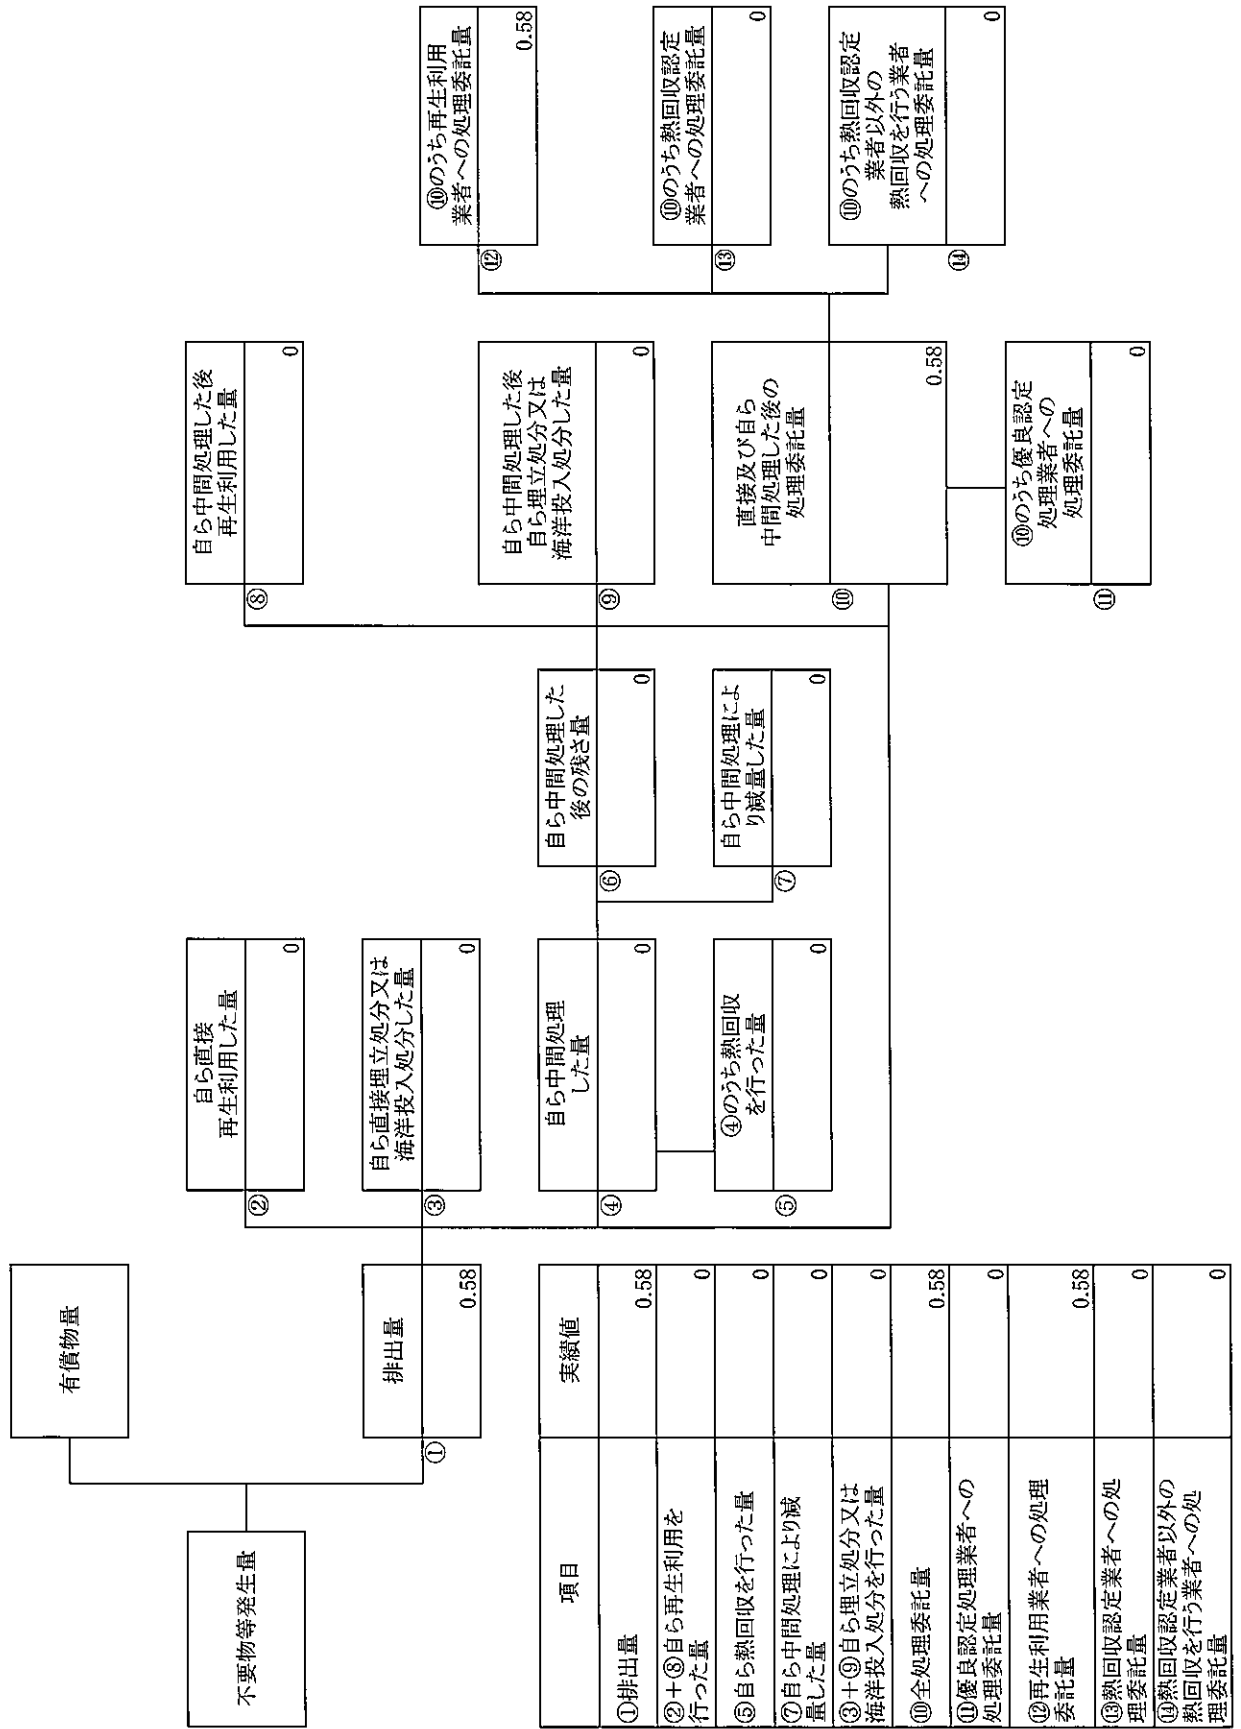 不要物等発生量
有償物量
排出量
①
0.58
自ら直接
再生利用した量
②
0
自ら直接埋立処分又は
海洋投入処分した量
③
0
自ら中間処理
した量
④
0
④のうち熱回収
を行った量
⑤
0
自ら中間処理した
後の残さ量
⑥
0
自ら中間処理によ
り減量した量
⑦
0
自ら中間処理した後
再生利用した量
⑧
0
自ら中間処理した後
自ら埋立処分又は
海洋投入処分した量
⑨
0
直接及び自ら
中間処理した後の
処理委託量
⑩
0.58
⑩のうち優良認定
処理業者への
処理委託量
⑪
0
⑩のうち再生利用
業者への処理委託量
⑫
0.58
⑩のうち熱回収認定
業者への処理委託量
⑬
0
⑩のうち熱回収認定
業者以外の
熱回収を行う業者
への処理委託量
⑭
0
項目 実績値
①排出量 0.58
②+⑧自ら再生利用を
行った量 0
⑤自ら熱回収を行った量 0
⑦自ら中間処理により減
量した量 0
③+⑨自ら埋立処分又は
海洋投入処分を行った量 0
⑩全処理委託量 0.58
⑪優良認定処理業者への
処理委託量 0
⑫再生利用業者への処理
委託量 0.58
⑬熱回収認定業者への処
理委託量 0
⑭熱回収認定業者以外の
熱回収を行う業者への処
理委託量 0